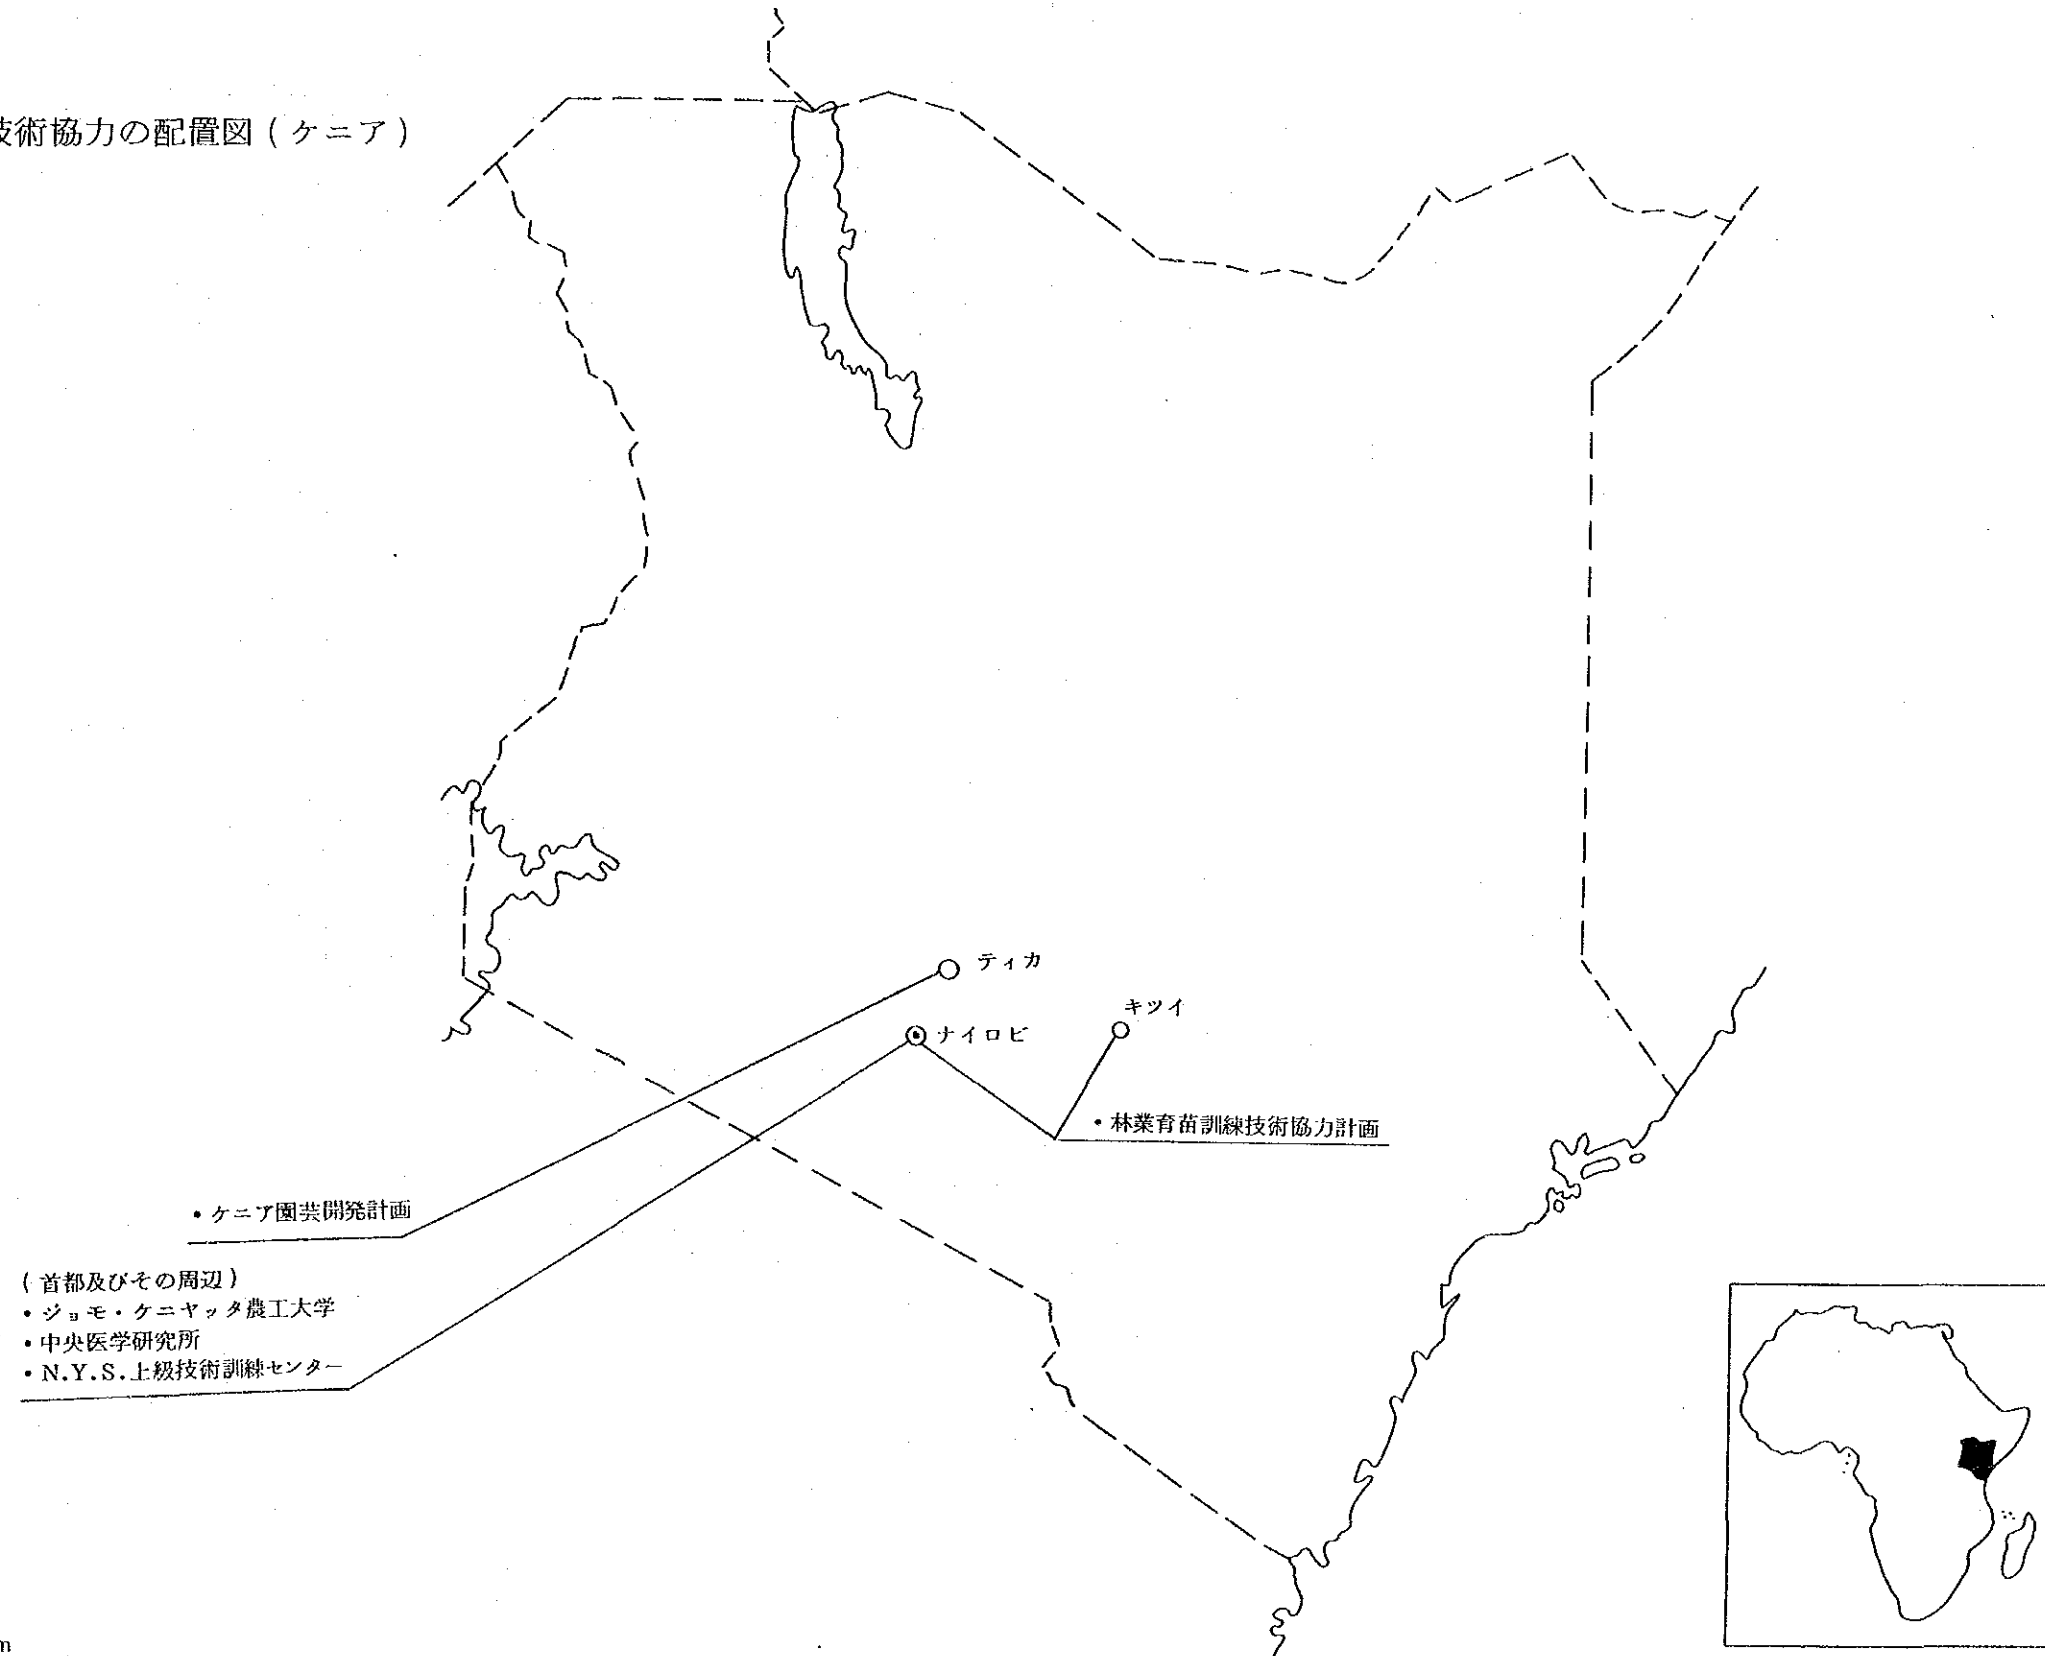 技術協力の配置図(ケニア)
ティカ
キツイ
ナイロビ
・林業育苗訓練技術協力計画
・ケニア園芸開発計画
(首都及びその周辺)
・ジョモ・ケニヤッタ農工大学
・中央医学研究所
・N.Y.S.上級技術訓練センター
m